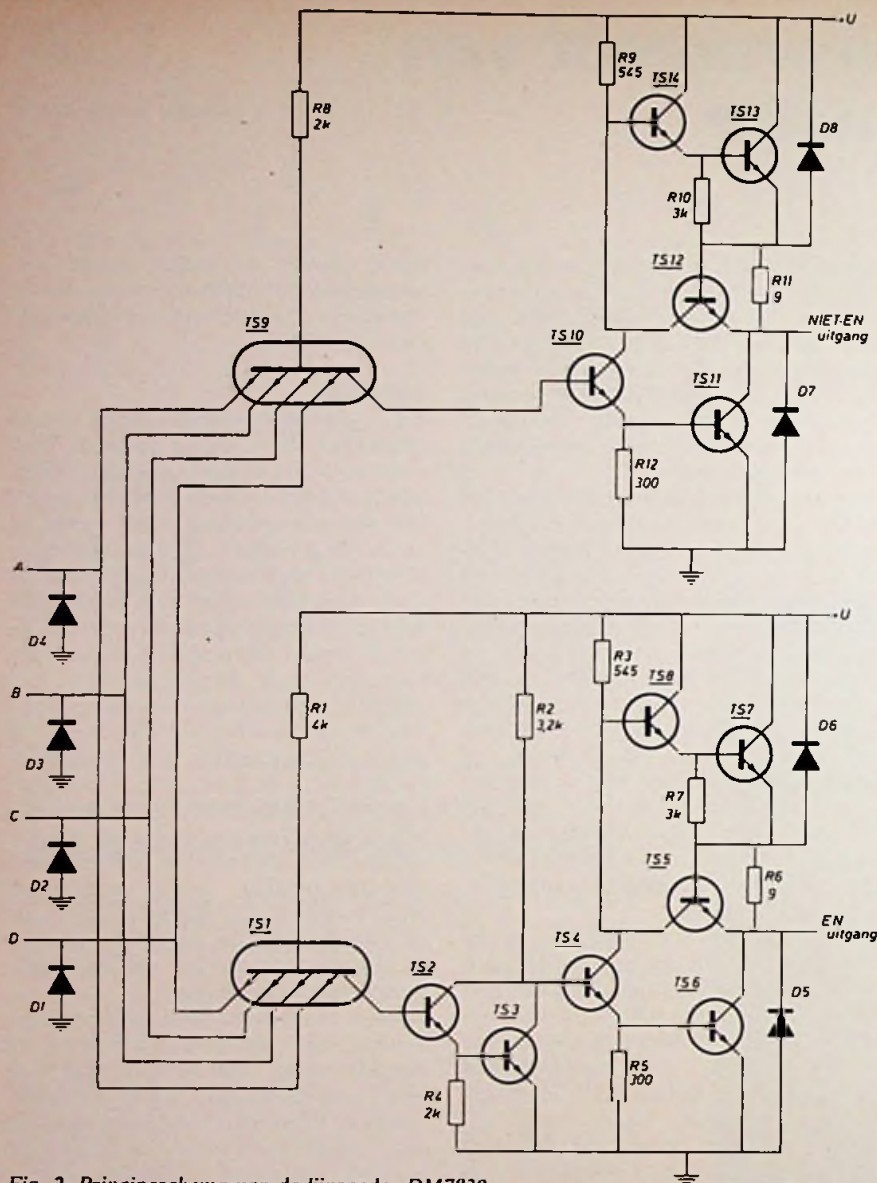 U
R9
545
TS14
R8
2k
TS13
D8
R10
3k
TS12
R11
9
NIET-EN
uitgang
TS9
TS10
TS11
D7
R12
300
A
D4
U
B
D3
R1
4k
R2
3,2k
R3
545
TS8
TS7
D6
R7
3k
C
D2
TS5
R6
9
EN
uitgang
D
TS1
TS4
TS2
TS6
D5
D1
TS3
R5
300
R4
2k
Fig. 2. Principeschema van de lijnzender DM7830